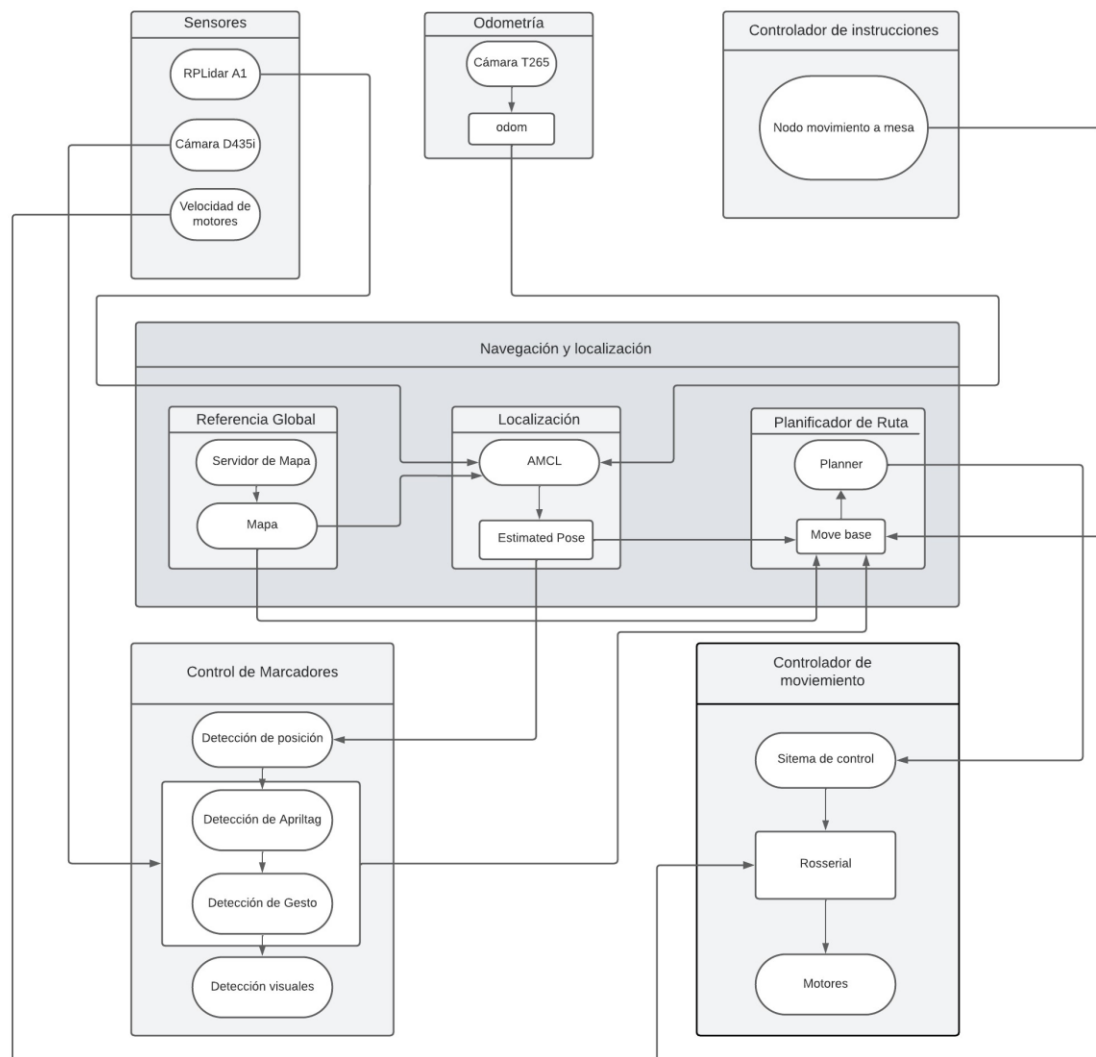 Sensores
RPLidar A1
Cámara D435i
Velocidad de
motores
Odometría
Cámara T265
odom
Controlador de instrucciones
Nodo movimiento a mesa
Navegación y localización
Referencia Global
Servidor de Mapa
Mapa
Localización
AMCL
Estimated Pose
Planificador de Ruta
Planner
Move base
Control de Marcadores
Detección de posición
Detección de Apriltag
Detección de Gesto
Detección visuales
Controlador de
moviemiento
Sitema de control
Rosserial
Motores